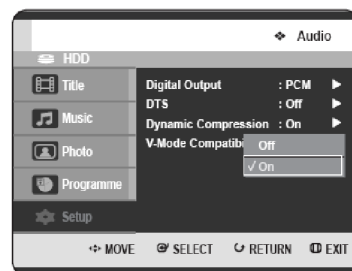 Audio
HDD
Title
Digital Output : PCM
DTS : Off
Music
Dynamic Compression : On
V-Mode Compatibi
Off
√ On
Photo
Programme
Setup
MOVE SELECT RETURN EXIT